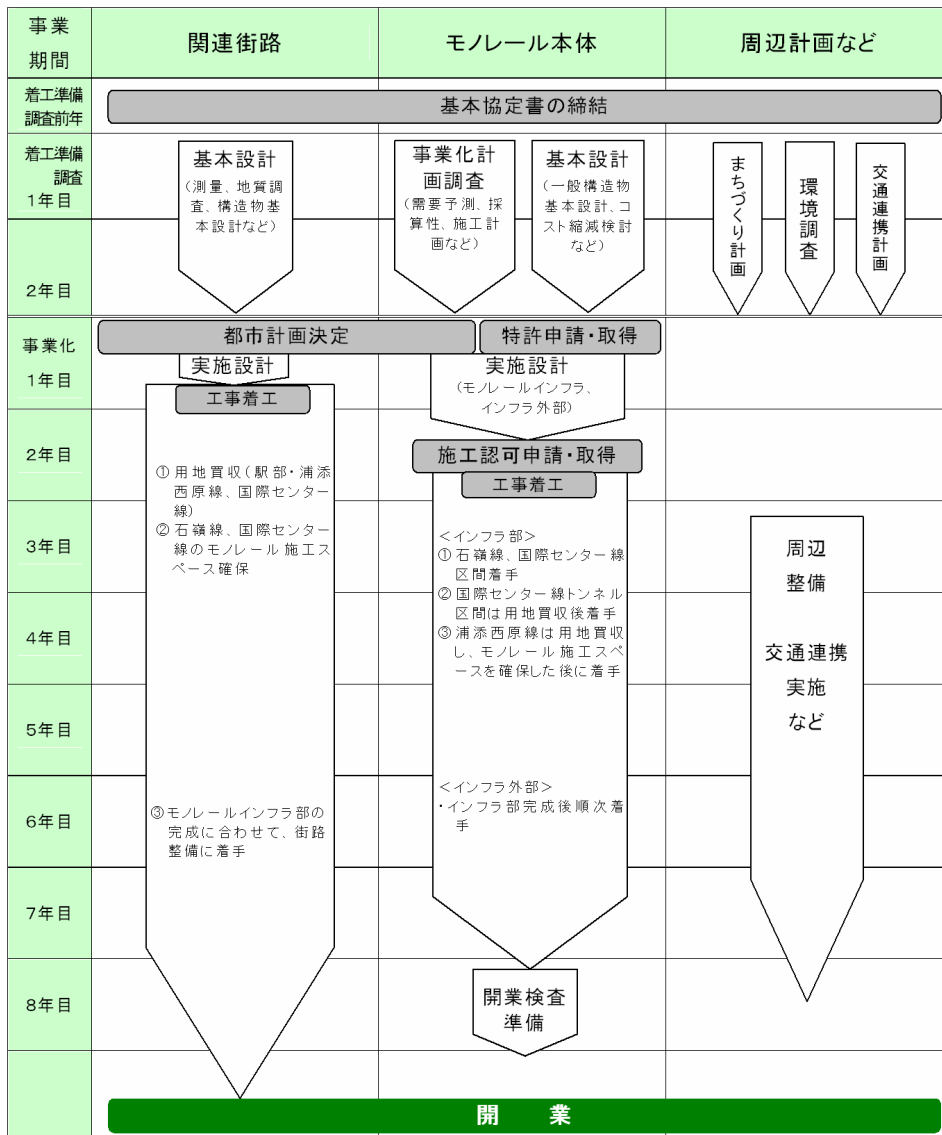 事業
期間
関連街路
モノレール本体
周辺計画など
着工準備
調査前年
基本協定書の締結
着工準備
調査
1年目
2年目
基本設計
(測量、地質調
査、構造物基
本設計など)
事業化計
画調査
(需要予測、採
算性、施工計
画など)
基本設計
(一般構造物
基本設計、コ
スト縮減検討
など)
まちづくり計画
環境調査
交通連携計画
事業化
1年目
都市計画決定
特許申請・取得
実施設計
工事着工
実施設計
(モノレールインフラ、
インフラ外部)
2年目
施工認可申請・取得
工事着工
①用地買収(駅部・浦添
西原線、国際センター
線)
②石嶺線、国際センター
線のモノレール施工ス
ペース確保
3年目
<インフラ部>
①石嶺線、国際センター線
区間着手
②国際センター線トンネル
区間は用地買収後着手
③浦添西原線は用地買収
し、モノレール施工スペ
ースを確保した後に着手
周辺
整備
交通連携
実施
など
4年目
5年目
6年目
③モノレールインフラ部の
完成に合わせて、街路
整備に着手
<インフラ外部>
・インフラ部完成後順次着
手
7年目
8年目
開業検査
準備
開 業